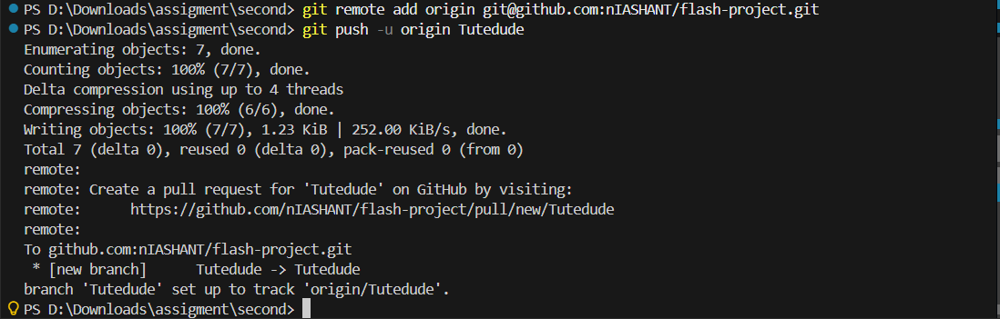 PS D:\Downloads\assigment\second> git remote add origin git@github.com:nIASHANT/flash-project.git
PS D:\Downloads\assigment\second> git push -u origin Tutedude
Enumerating objects: 7, done.
Counting objects: 100% (7/7), done.
Delta compression using up to 4 threads
Compressing objects: 100% (6/6), done.
Writing objects: 100% (7/7), 1.23 KiB | 252.00 KiB/s, done.
Total 7 (delta 0), reused 0 (delta 0), pack-reused 0 (from 0)
remote:
remote: Create a pull request for 'Tutedude' on GitHub by visiting:
remote:      https://github.com/nIASHANT/flash-project/pull/new/Tutedude
remote:
To github.com:nIASHANT/flash-project.git
 * [new branch]      Tutedude -> Tutedude
branch 'Tutedude' set up to track 'origin/Tutedude'.
PS D:\Downloads\assigment\second>